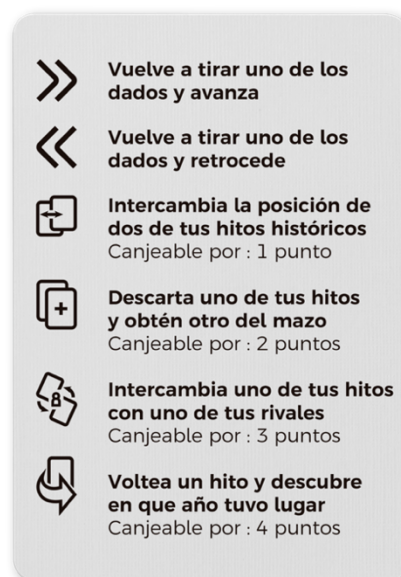 Vuelve a tirar uno de los
dados y avanza
Vuelve a tirar uno de los
dados y retrocede
Intercambia la posición de
dos de tus hitos históricos
Canjeable por : 1 punto
Descarta uno de tus hitos
y obtén otro del mazo
Canjeable por : 2 puntos
Intercambia uno de tus hitos
con uno de tus rivales
Canjeable por : 3 puntos
Voltea un hito y descubre
en que año tuvo lugar
Canjeable por : 4 puntos